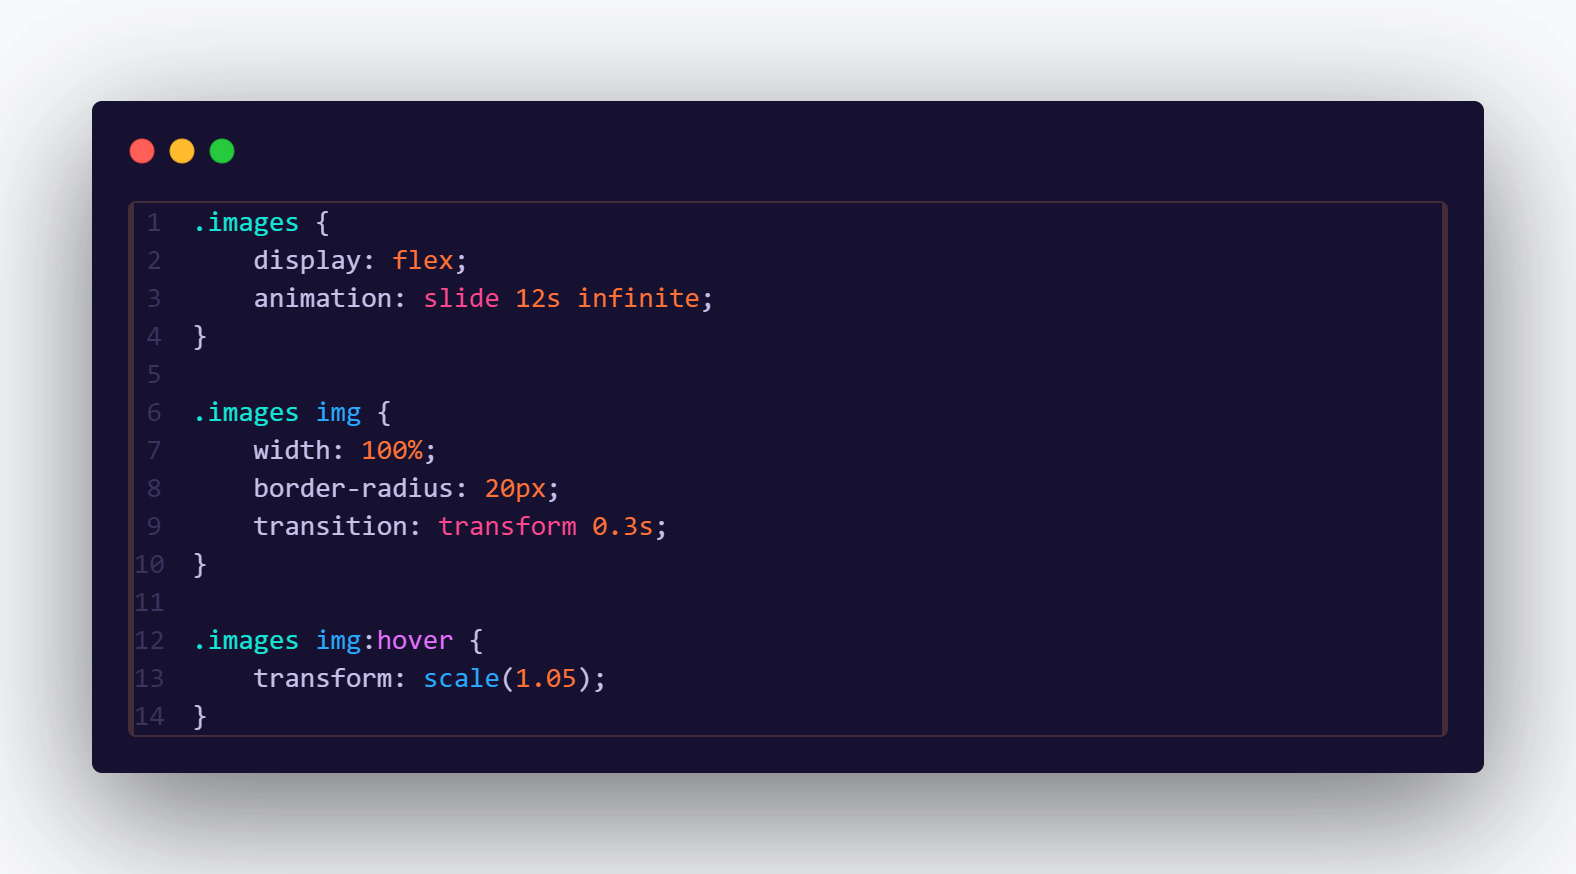 1 .images {
2     display: flex;
3     animation: slide 12s infinite;
4 }
5
6 .images img {
7     width: 100%;
8     border-radius: 20px;
9     transition: transform 0.3s;
10 }
11
12 .images img:hover {
13     transform: scale(1.05);
14 }